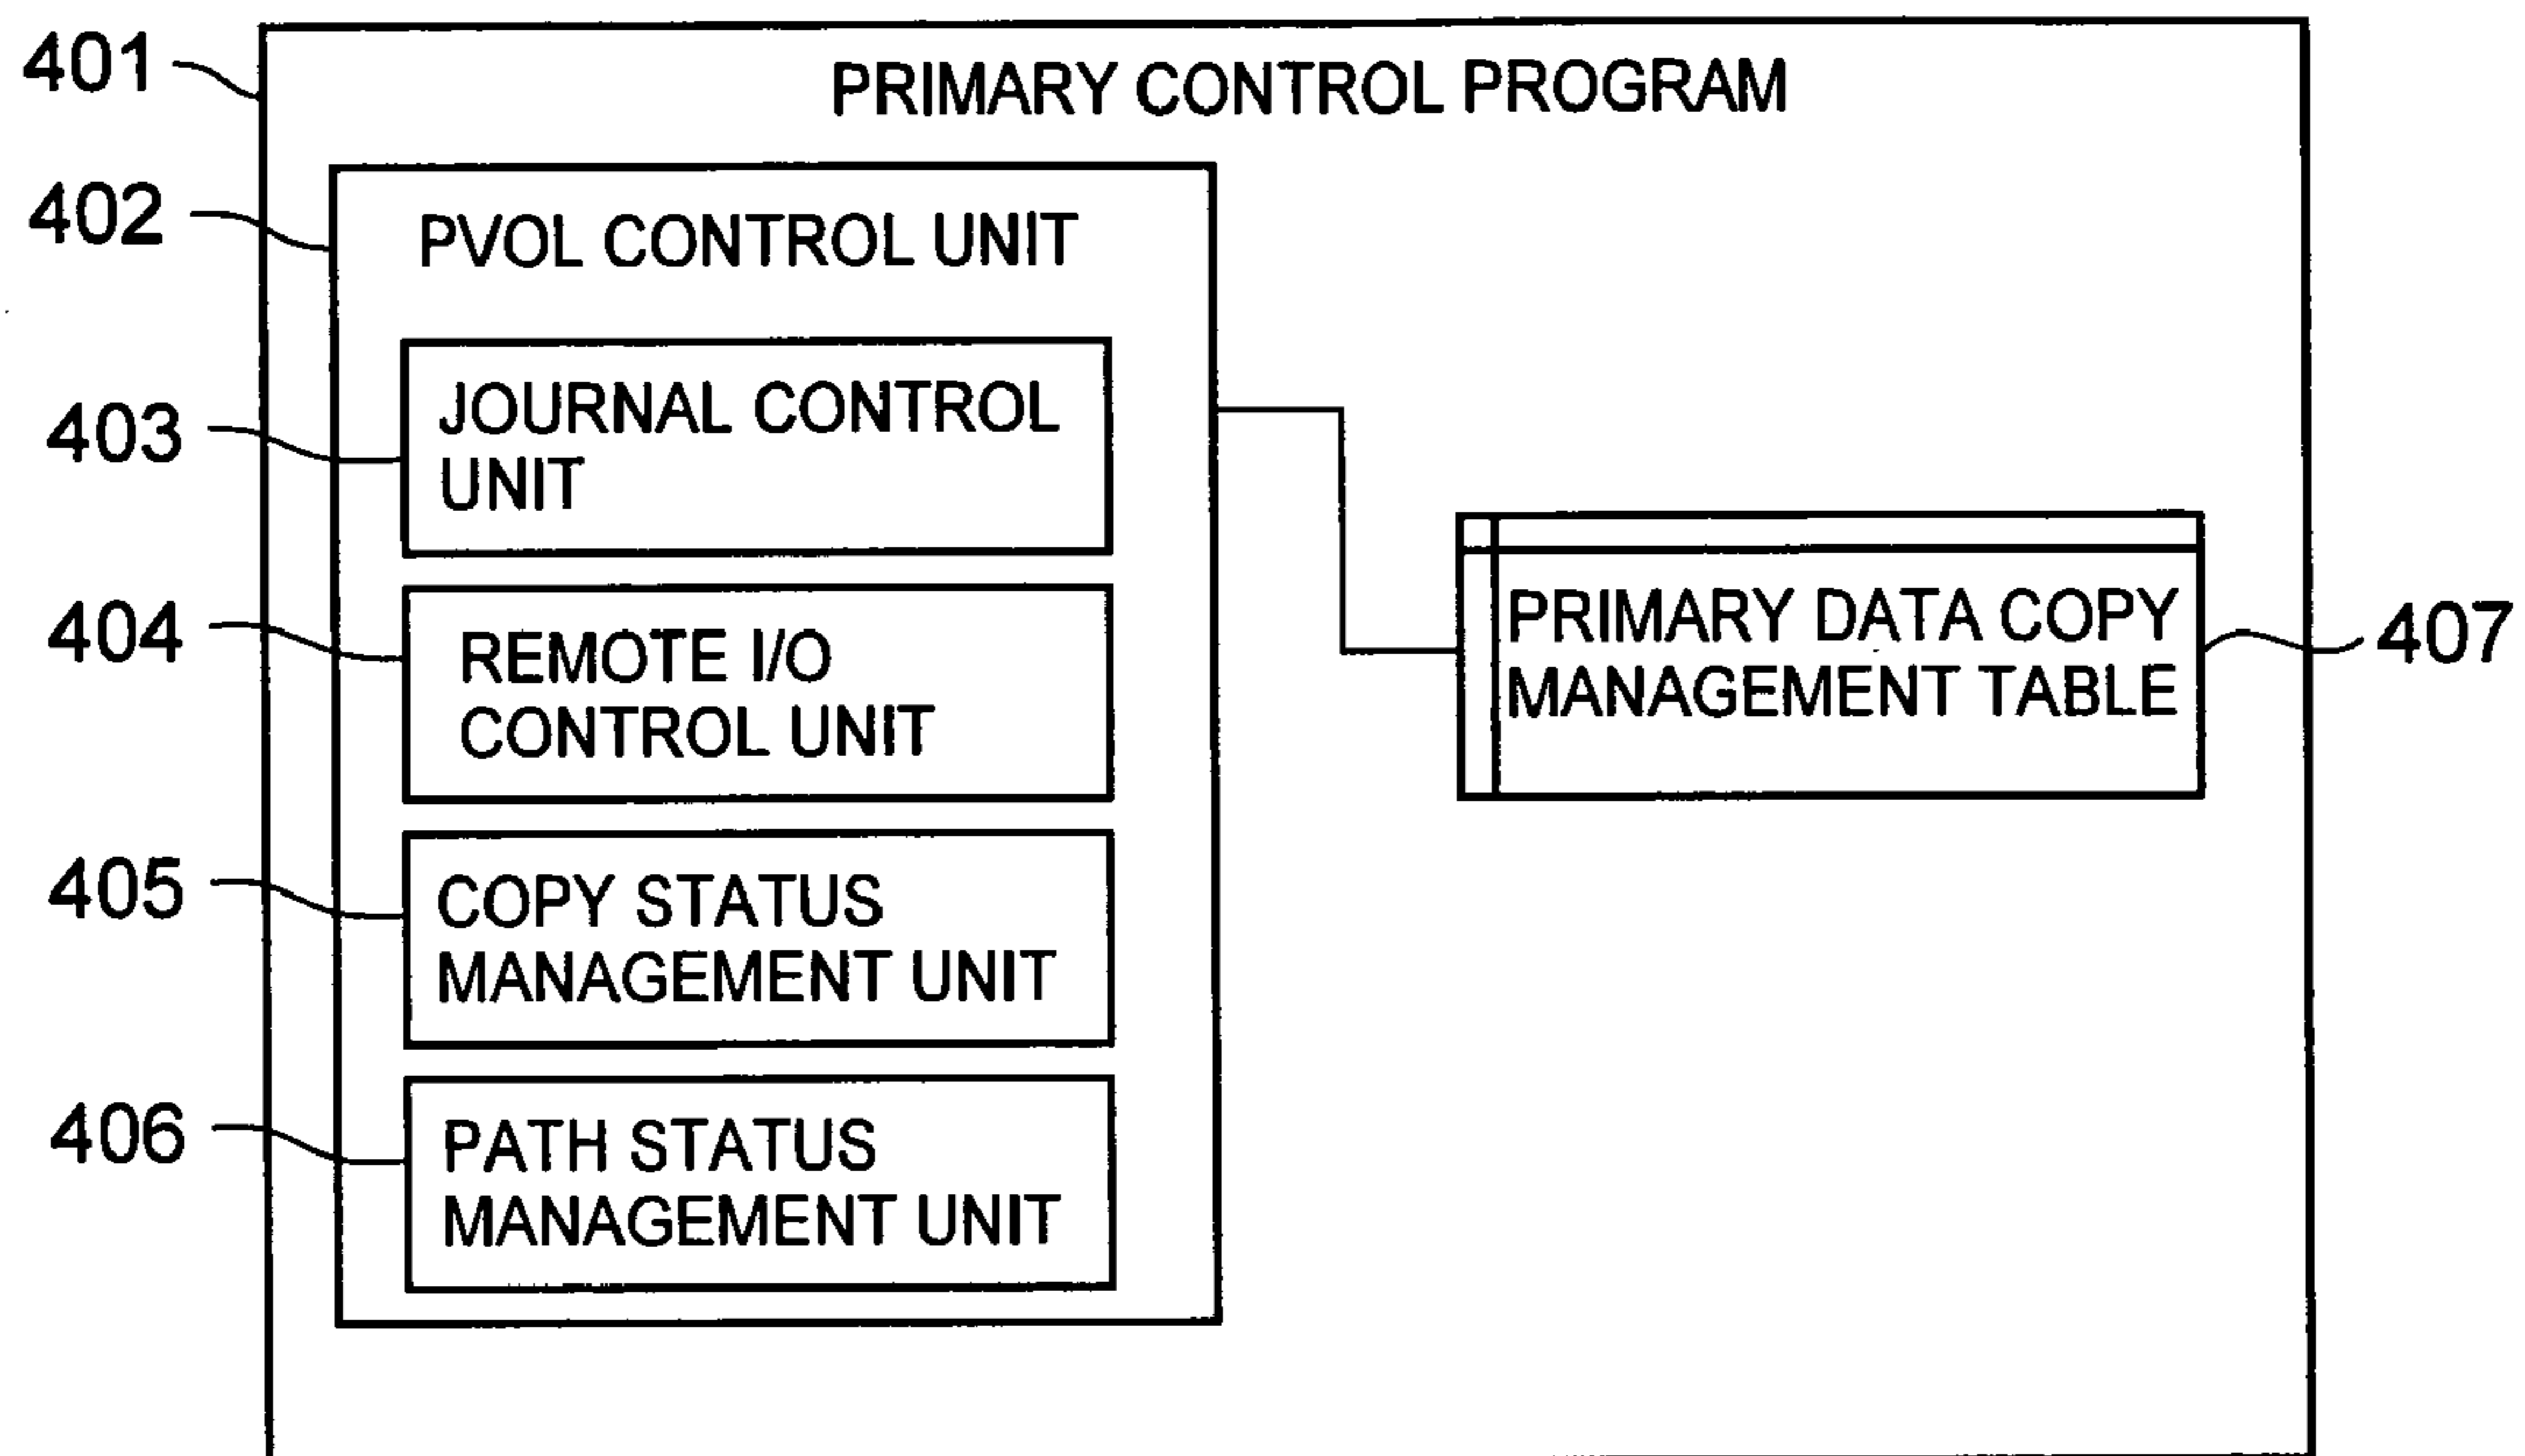 401
PRIMARY CONTROL PROGRAM
402
PVOL CONTROL UNIT
403
JOURNAL CONTROL
UNIT
404
REMOTE I/O
CONTROL UNIT
405
COPY STATUS
MANAGEMENT UNIT
406
PATH STATUS
MANAGEMENT UNIT
PRIMARY DATA COPY
MANAGEMENT TABLE
407